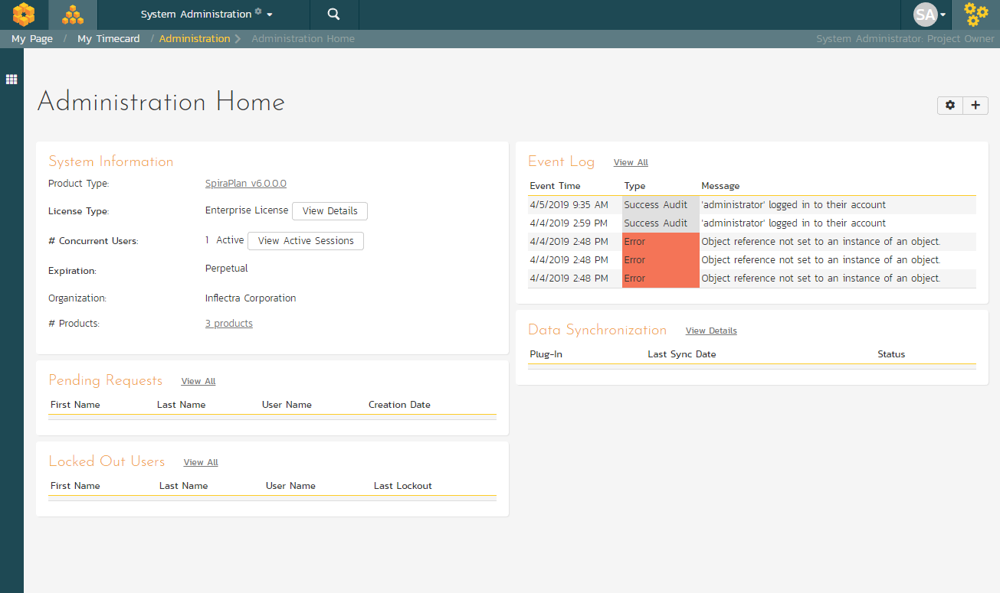 System Administration
SA
My Page / My Timecard / Administration > Administration Home
System Administrator: Project Owner
Administration Home
System Information
Product Type: SpiraPlan v6.0.0.0
License Type: Enterprise License View Details
# Concurrent Users: 1 Active View Active Sessions
Expiration: Perpetual
Organization: Inflectra Corporation
# Products: 3 products
Pending Requests View All
First Name Last Name User Name Creation Date
Locked Out Users View All
First Name Last Name User Name Last Lockout
Event Log View All
Event Time Type Message
4/5/2019 9:35 AM Success Audit 'administrator' logged in to their account
4/4/2019 2:59 PM Success Audit 'administrator' logged in to their account
4/4/2019 2:48 PM Error Object reference not set to an instance of an object.
4/4/2019 2:48 PM Error Object reference not set to an instance of an object.
4/4/2019 2:48 PM Error Object reference not set to an instance of an object.
Data Synchronization View Details
Plug-In Last Sync Date Status